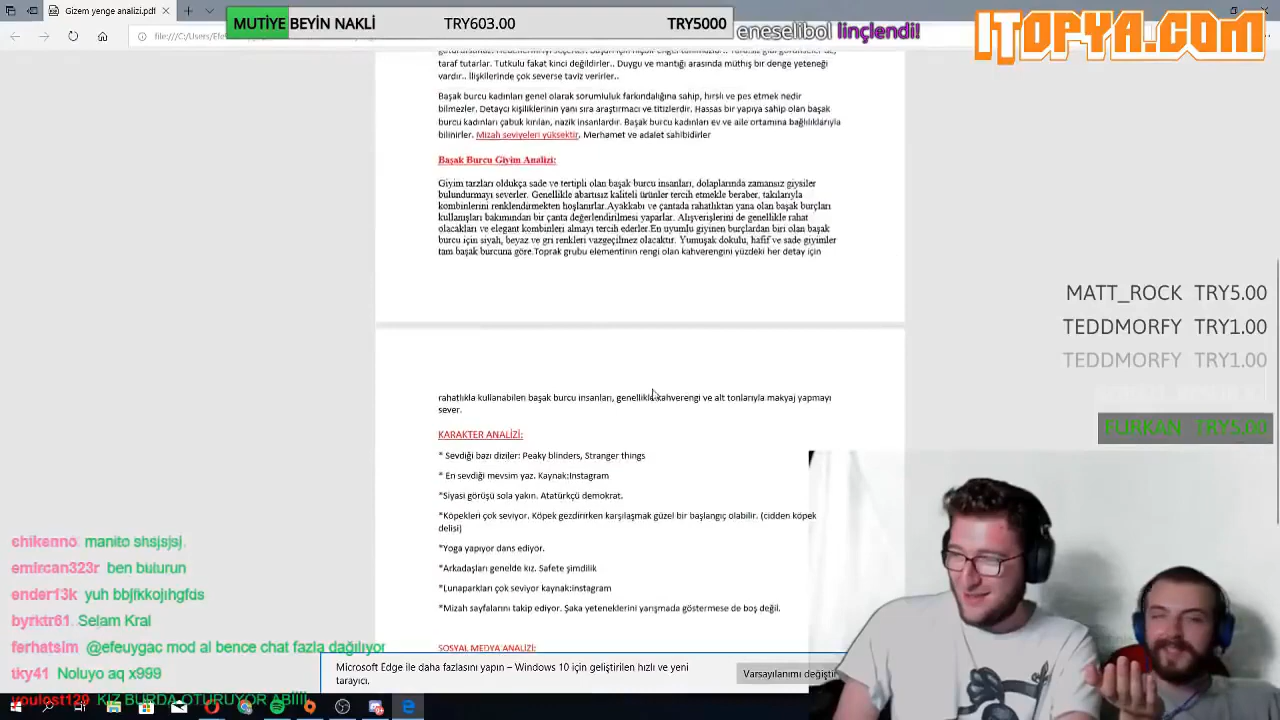 Gizem yenge analizi.pdf
MUTİYE BEYİN NAKLİ TRY603.00 TRY5000
eneselibol linçlendi!
ITOPYA.COM
taraf tutarlar. Tutkulu fakat kinci değildirler.. Duygu ve mantığı arasında müthiş bir denge yeteneği
vardır.. İlişkilerinde çok severse taviz verirler..
Başak burcu kadınları genel olarak sorumluluk farkındalığına sahip, hırslı ve pes etmek nedir
bilmezler. Detaycı kişiliklerinin yanı sıra araştırmacı ve titizlerdir. Hassas bir yapıya sahip olan başak
burcu kadınları çabuk kırılan, nazik insanlardır. Başak burcu kadınları ev ve aile ortamına bağlılıklarıyla
bilinirler. Mizah seviyeleri yüksektir. Merhamet ve adalet sahibidirler
Başak Burcu Giyim Analizi:
Giyim tarzları oldukça sade ve tertipli olan başak burcu insanları, dolaplarında zamansız giysiler
bulundurmayı severler. Genellikle abartısız kaliteli ürünler tercih etmekle beraber, takılarıyla
kombinlerini renklendirmekten hoşlanırlar.Ayakkabı ve çantada rahatlıktan yana olan başak burçları
kullanışları bakımından bir çanta değerlendirilmesi yaparlar. Alışverişlerini de genellikle rahat
olacakları ve elegant kombinleri almayı tercih ederler.En uyumlu giyinen burçlardan biri olan başak
burcu için siyah, beyaz ve gri renkleri vazgeçilmez olacaktır. Yumuşak dokulu, hafif ve sade giyimler
tam başak burcuna göre.Toprak grubu elementinin rengi olan kahverengini yüzdeki her detay için
rahatlıkla kullanabilen başak burcu insanları, genellikle kahverengi ve alt tonlarıyla makyaj yapmayı
sever.
KARAKTER ANALİZİ:
* Sevdiği bazı diziler: Peaky blinders, Stranger things
* En sevdiği mevsim yaz. Kaynak:Instagram
*Siyasi görüşü sola yakın. Atatürkçü demokrat.
*Köpekleri çok seviyor. Köpek gezdirirken karşılaşmak güzel bir başlangıç olabilir. (cidden köpek
delisi)
*Yoga yapıyor dans ediyor.
*Arkadaşları genelde kız. Safete şimdilik
*Lunaparkları çok seviyor kaynak:instagram
*Mizah sayfalarını takip ediyor. Şaka yeteneklerini yarışmada göstermese de boş değil.
SOSYAL MEDYA ANALİZİ:
MATT_ROCK TRY5.00
TEDDMORFY TRY1.00
TEDDMORFY TRY1.00
FURKAN TRY5.00
chikenno: manito shsjsjsj
emircan323r ben bulurun
ender13k yuh bbjfkkojıhgfds
byrktr61: Selam Kral
ferhatsim @efeuygac mod al bence chat fazla dağılıyor
tky41 Noluyo aq x999
youlost129 KIZ BURDA OTURUYOR ABİİİİ
Microsoft Edge ile daha fazlasını yapın – Windows 10 için geliştirilen hızlı ve yeni
tarayıcı.
Varsayılanımı değiştir